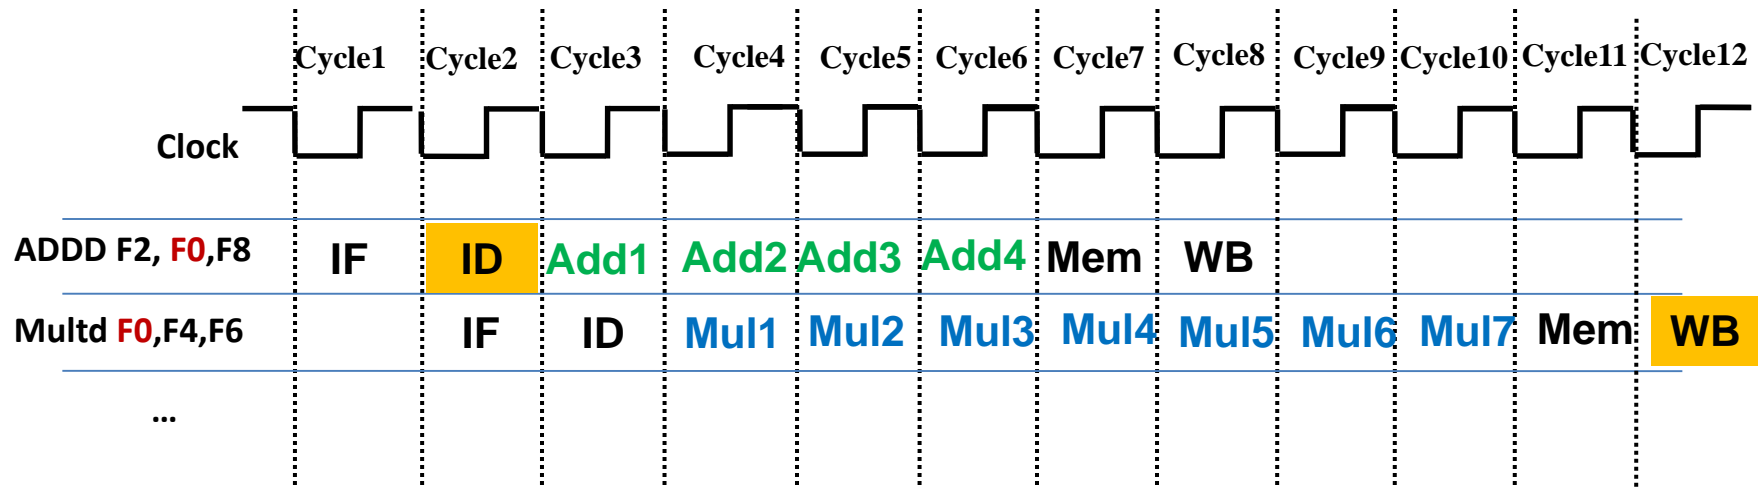 Cycle1 Cycle2 Cycle3 Cycle4 Cycle5 Cycle6 Cycle7 Cycle8 Cycle9 Cycle10 Cycle11 Cycle12
Clock
ADDD F2, F0,F8 IF ID Add1 Add2 Add3 Add4 Mem WB
Multd F0,F4,F6 IF ID Mul1 Mul2 Mul3 Mul4 Mul5 Mul6 Mul7 Mem WB
...